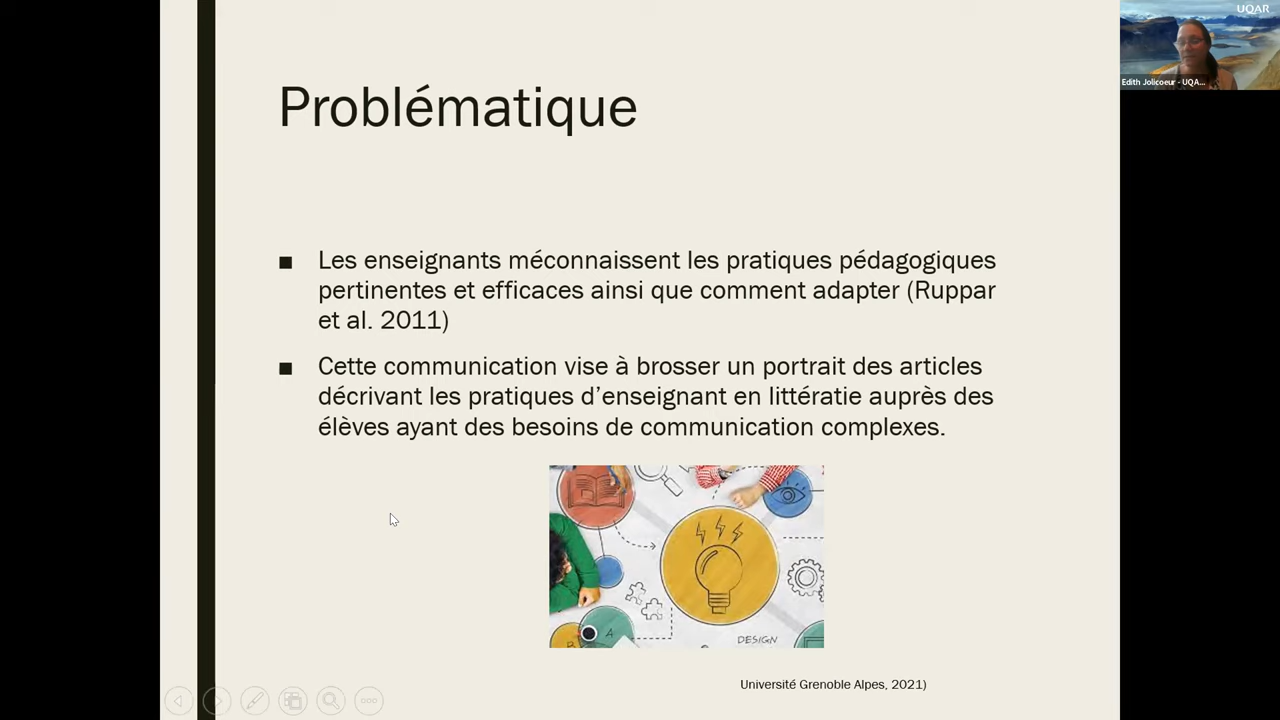 UQAR
Edith Jolicoeur - UQA...
Problématique
Les enseignants méconnaissent les pratiques pédagogiques
pertinentes et efficaces ainsi que comment adapter (Ruppar
et al. 2011)
Cette communication vise à brosser un portrait des articles
décrivant les pratiques d’enseignant en littératie auprès des
élèves ayant des besoins de communication complexes.
A
B
DESIGN
Université Grenoble Alpes, 2021)